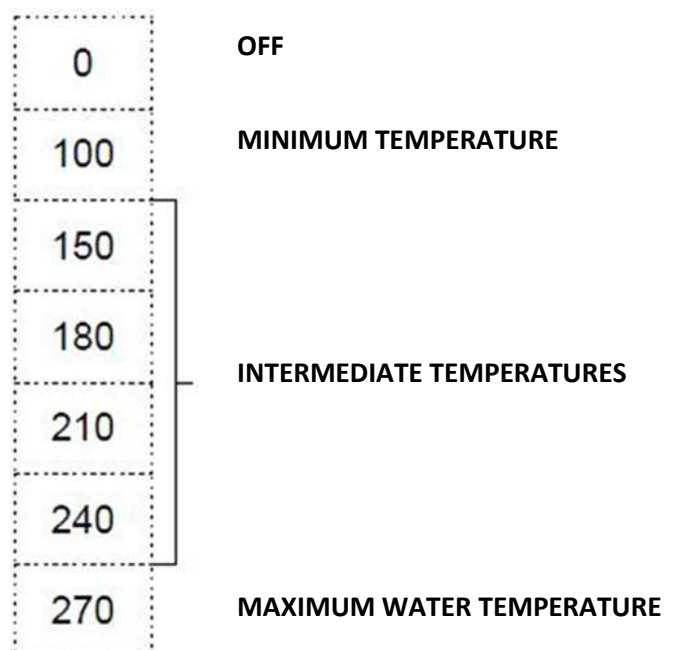 0 OFF
100 MINIMUM TEMPERATURE
150
180
INTERMEDIATE TEMPERATURES
210
240
270 MAXIMUM WATER TEMPERATURE